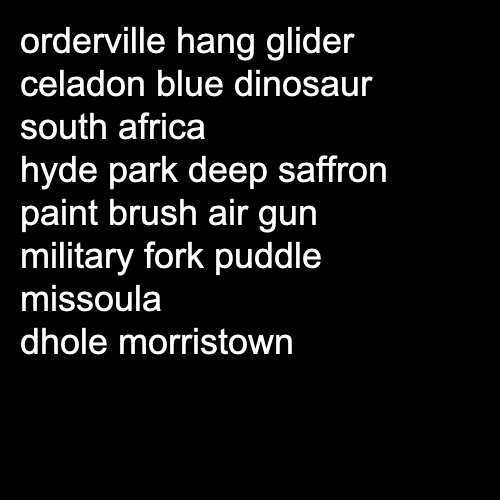 orderville hang glider
celadon blue dinosaur
south africa
hyde park deep saffron
paint brush air gun
military fork puddle
missoula
dhole morristown